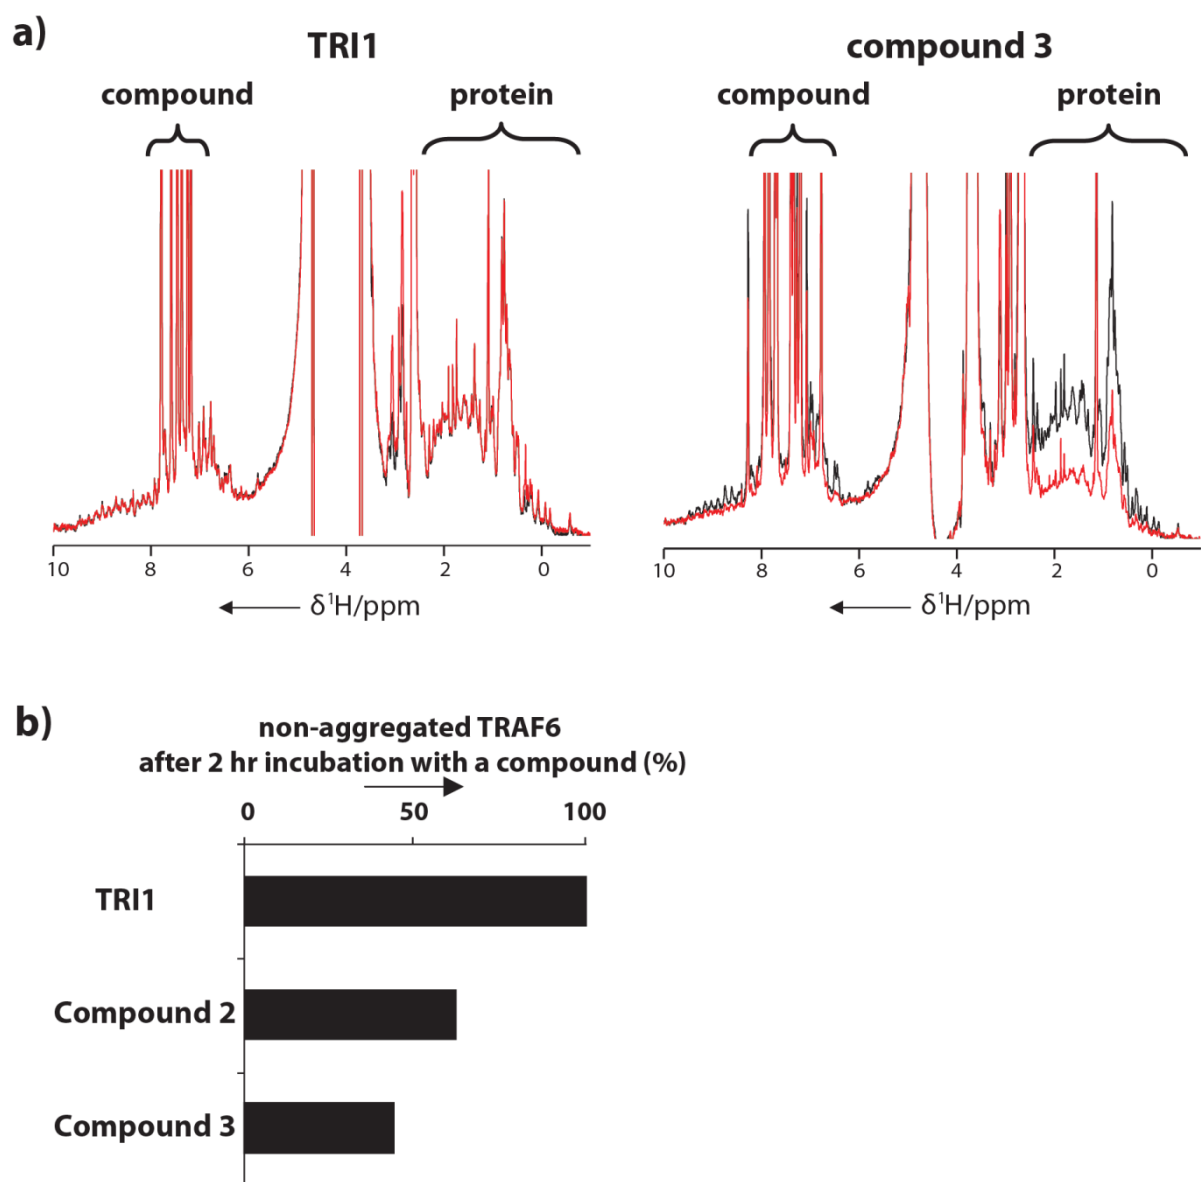 a)
TRI1
compound 3
compound
protein
compound
protein
10 8 6 4 2 0
10 8 6 4 2 0
δ¹H/ppm
δ¹H/ppm
b)
non-aggregated TRAF6
after 2 hr incubation with a compound (%)
0 50 100
TRI1
Compound 2
Compound 3